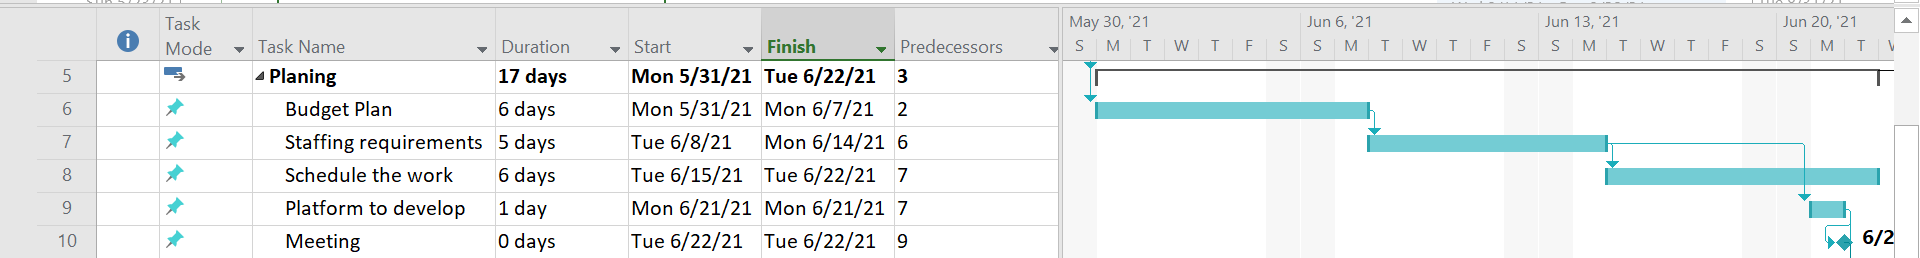 Task Mode Task Name Duration Start Finish Predecessors
5 Planing 17 days Mon 5/31/21 Tue 6/22/21 3
6 Budget Plan 6 days Mon 5/31/21 Mon 6/7/21 2
7 Staffing requirements 5 days Tue 6/8/21 Mon 6/14/21 6
8 Schedule the work 6 days Tue 6/15/21 Tue 6/22/21 7
9 Platform to develop 1 day Mon 6/21/21 Mon 6/21/21 7
10 Meeting 0 days Tue 6/22/21 Tue 6/22/21 9
May 30, '21 Jun 6, '21 Jun 13, '21 Jun 20, '21
S M T W T F S S M T W T F S S M T W T F S S M T
6/2